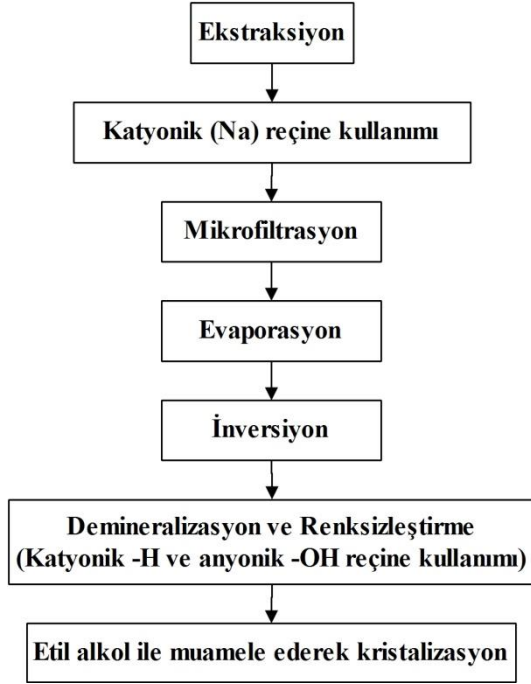 Ekstraksiyon
Katyonik (Na) reçine kullanımı
Mikrofiltrasyon
Evaporasyon
İnversiyon
Demineralizasyon ve Renksizleştirme
(Katyonik -H ve anyonik -OH reçine kullanımı)
Etil alkol ile muamele ederek kristalizasyon